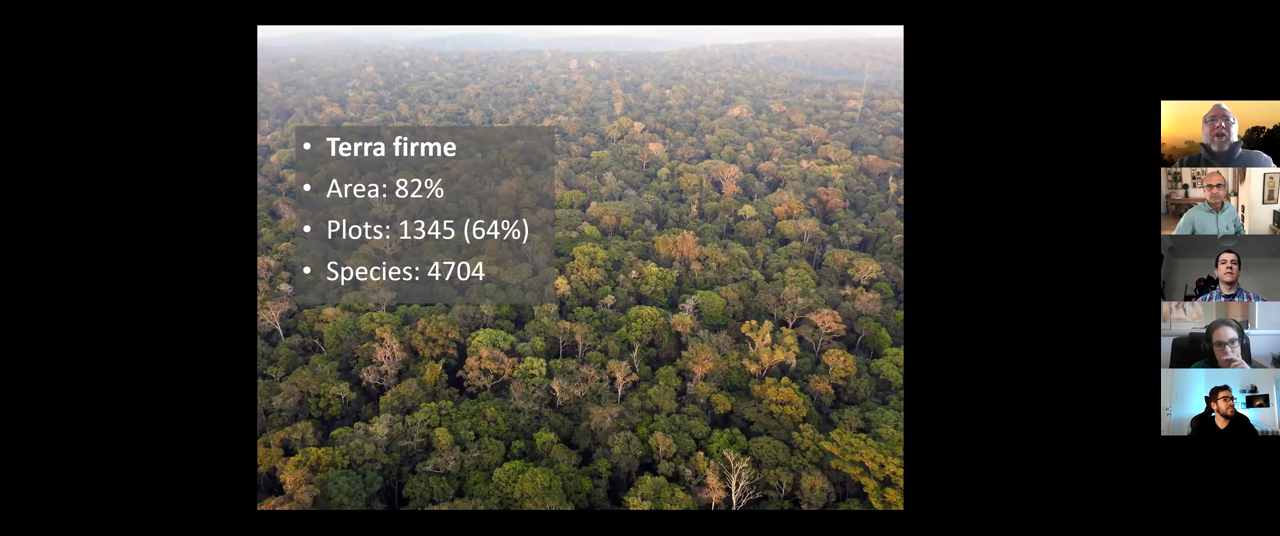 • Terra firme
• Area: 82%
• Plots: 1345 (64%)
• Species: 4704